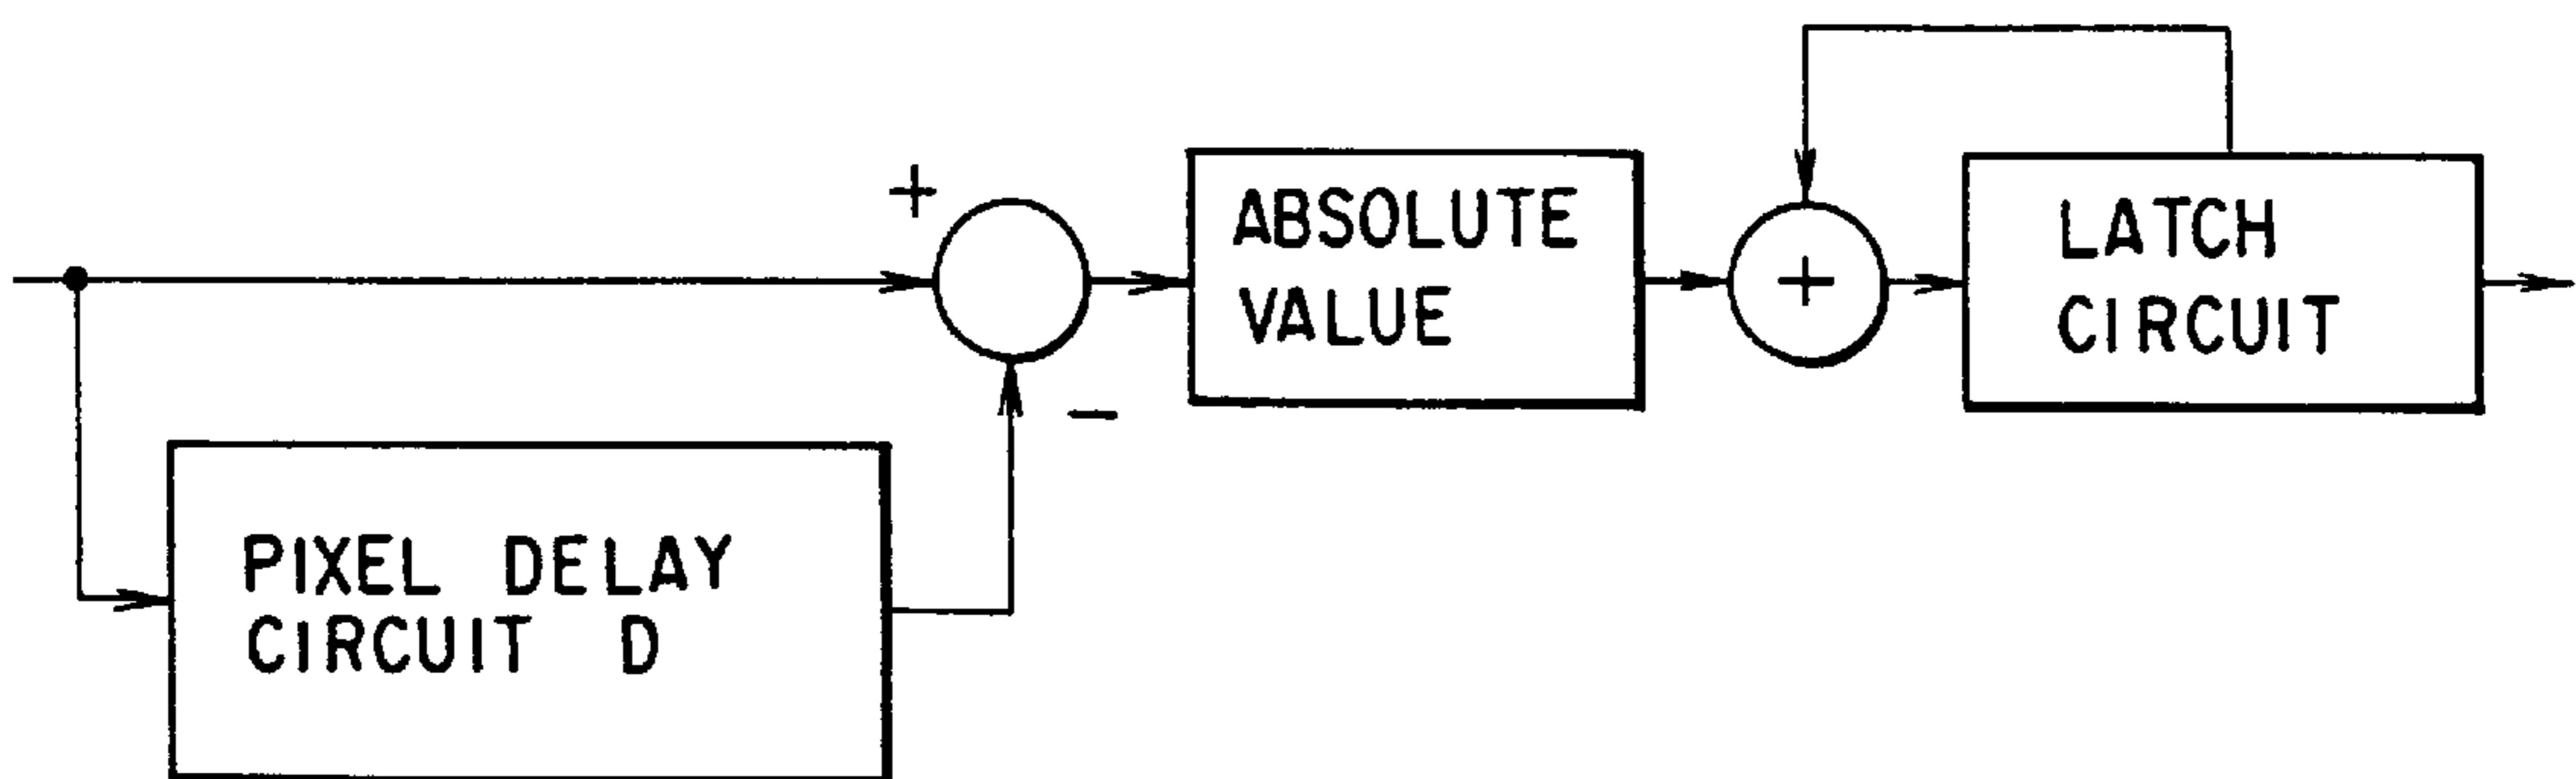 +
ABSOLUTE
VALUE
+
LATCH
CIRCUIT
−
PIXEL DELAY
CIRCUIT D